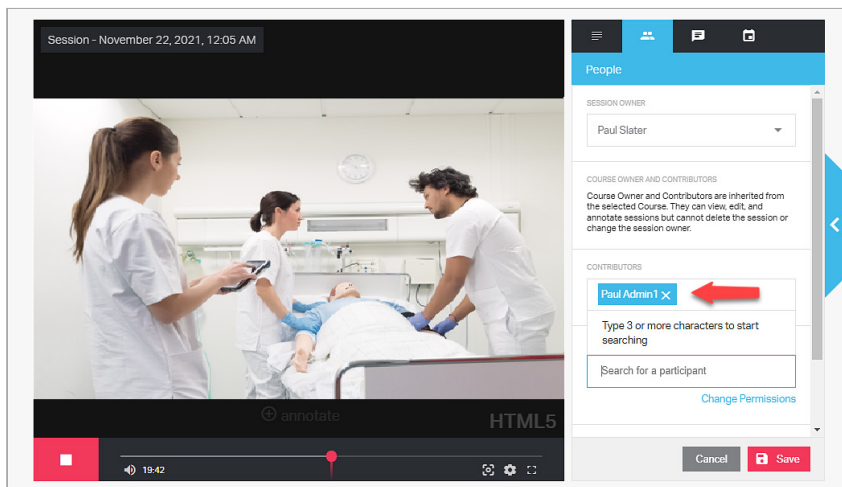 Session - November 22, 2021, 12:05 AM
People
SESSION OWNER
Paul Slater
COURSE OWNER AND CONTRIBUTORS
Course Owner and Contributors are inherited from
the selected Course. They can view, edit, and
annotate sessions but cannot delete the session or
change the session owner.
CONTRIBUTORS
Paul Admin1
Type 3 or more characters to start
searching
Search for a participant
Change Permissions
annotate
HTML5
19:42
Cancel
Save